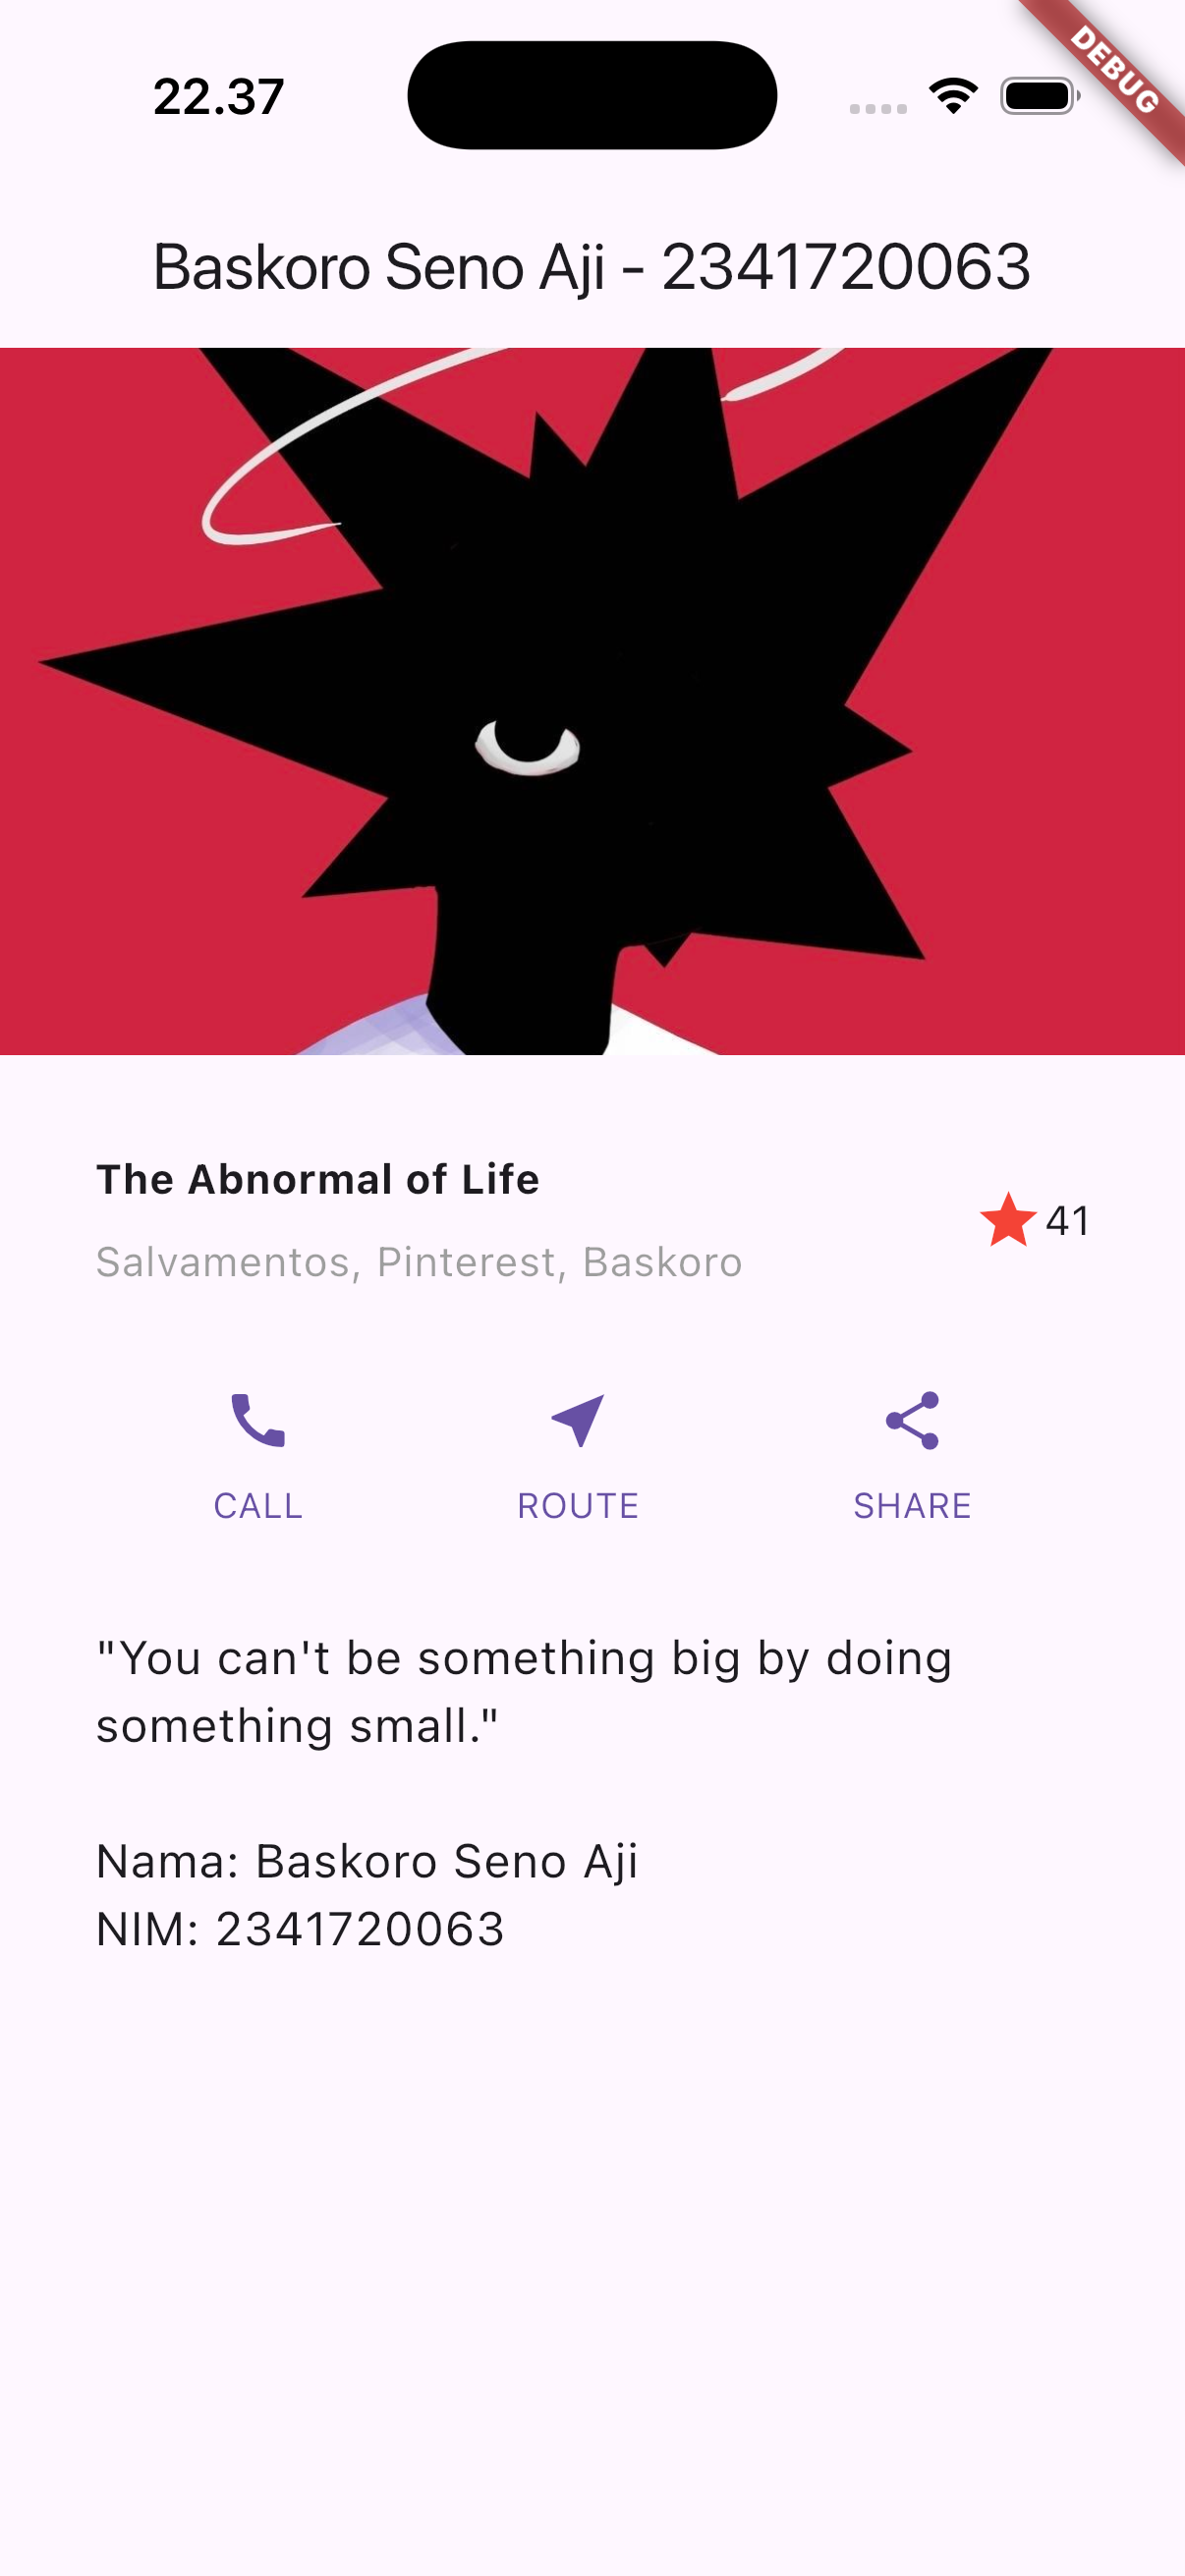 22.37
DEBUG
Baskoro Seno Aji - 2341720063
The Abnormal of Life
41
Salvamentos, Pinterest, Baskoro
CALL ROUTE SHARE
"You can't be something big by doing
something small."
Nama: Baskoro Seno Aji
NIM: 2341720063